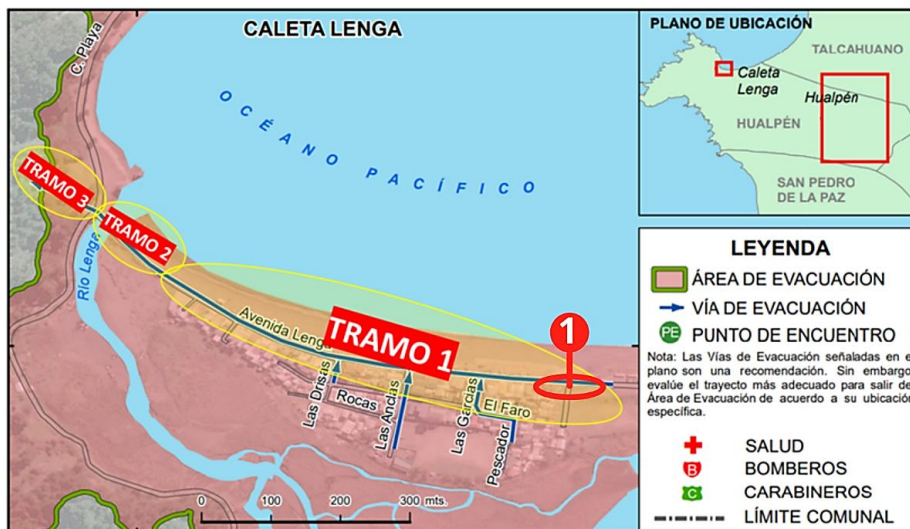 CALETA LENGA
C. Playa
OCÉANO PACÍFICO
TRAMO 3
TRAMO 2
TRAMO 1
Río Lenga
Avenida Lenga
1
Las Drisas
Rocas
Las Anclas
Las Garcias
El Faro
Pescador
0 100 200 300 mts.
PLANO DE UBICACIÓN
TALCAHUANO
Caleta
Lenga
Hualpén
HUALPÉN
SAN PEDRO
DE LA PAZ
LEYENDA
ÁREA DE EVACUACIÓN
VÍA DE EVACUACIÓN
PE PUNTO DE ENCUENTRO
Nota: Las Vías de Evacuación señaladas en e
plano son una recomendación. Sin embargo
evalúe el trayecto más adecuado para salir de
Área de Evacuación de acuerdo a su ubicación
específica.
SALUD
B BOMBEROS
C CARABINEROS
LÍMITE COMUNAL